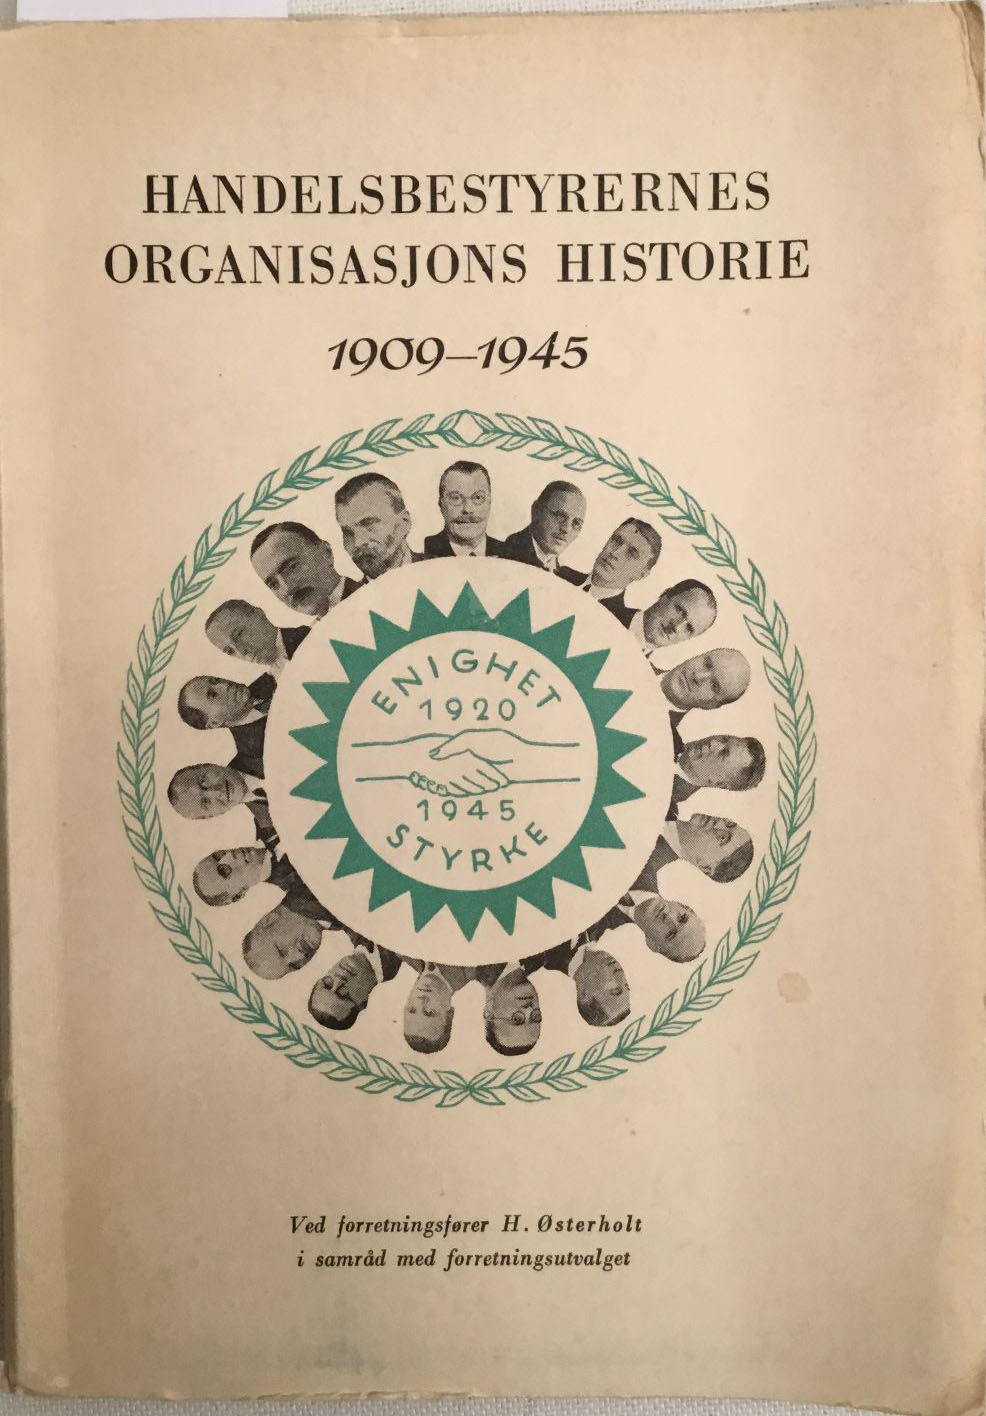 HANDELSBESTYRERNES
ORGANISASJONS HISTORIE
1909—1945
ENIGHET
1920
1945
STYRKE
Ved forretningsfører H. Østerholt
i samråd med forretningsutvalget